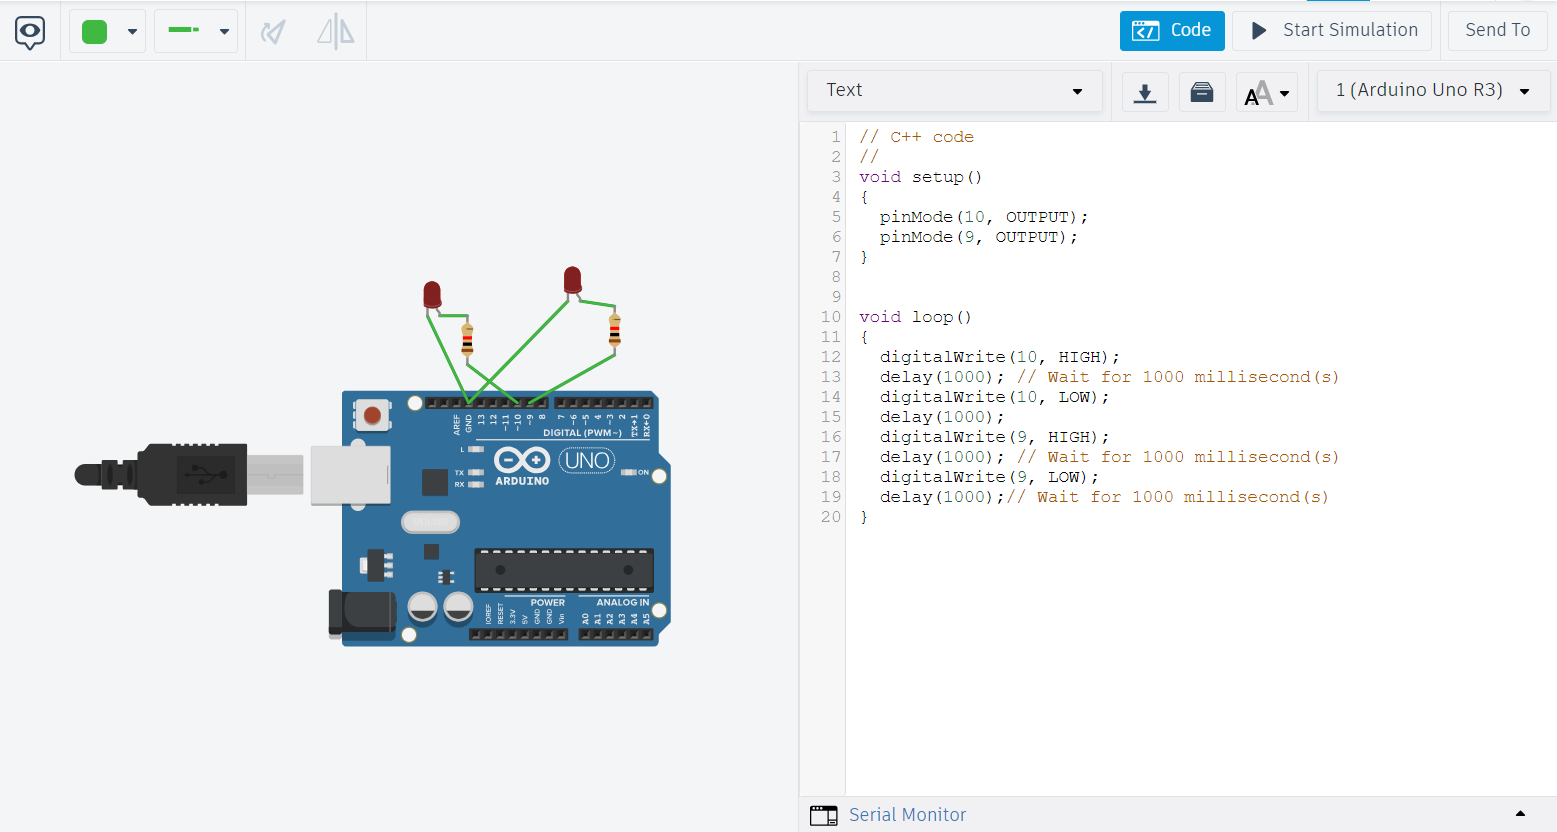 Code
Start Simulation
Send To
Text
1 (Arduino Uno R3)
1 // C++ code
2 //
3 void setup()
4 {
5 pinMode(10, OUTPUT);
6 pinMode(9, OUTPUT);
7 }
8
9
10 void loop()
11 {
12 digitalWrite(10, HIGH);
13 delay(1000); // Wait for 1000 millisecond(s)
14 digitalWrite(10, LOW);
15 delay(1000);
16 digitalWrite(9, HIGH);
17 delay(1000); // Wait for 1000 millisecond(s)
18 digitalWrite(9, LOW);
19 delay(1000);// Wait for 1000 millisecond(s)
20 }
AREF
GND
13
12
~11
~10
~9
8
7
~6
~5
4
~3
2
TX→1
RX←0
DIGITAL (PWM~)
L
TX
RX
UNO
ON
ARDUINO
POWER
ANALOG IN
IOREF
RESET
3.3V
5V
GND
GND
Vin
A0
A1
A2
A3
A4
A5
Serial Monitor